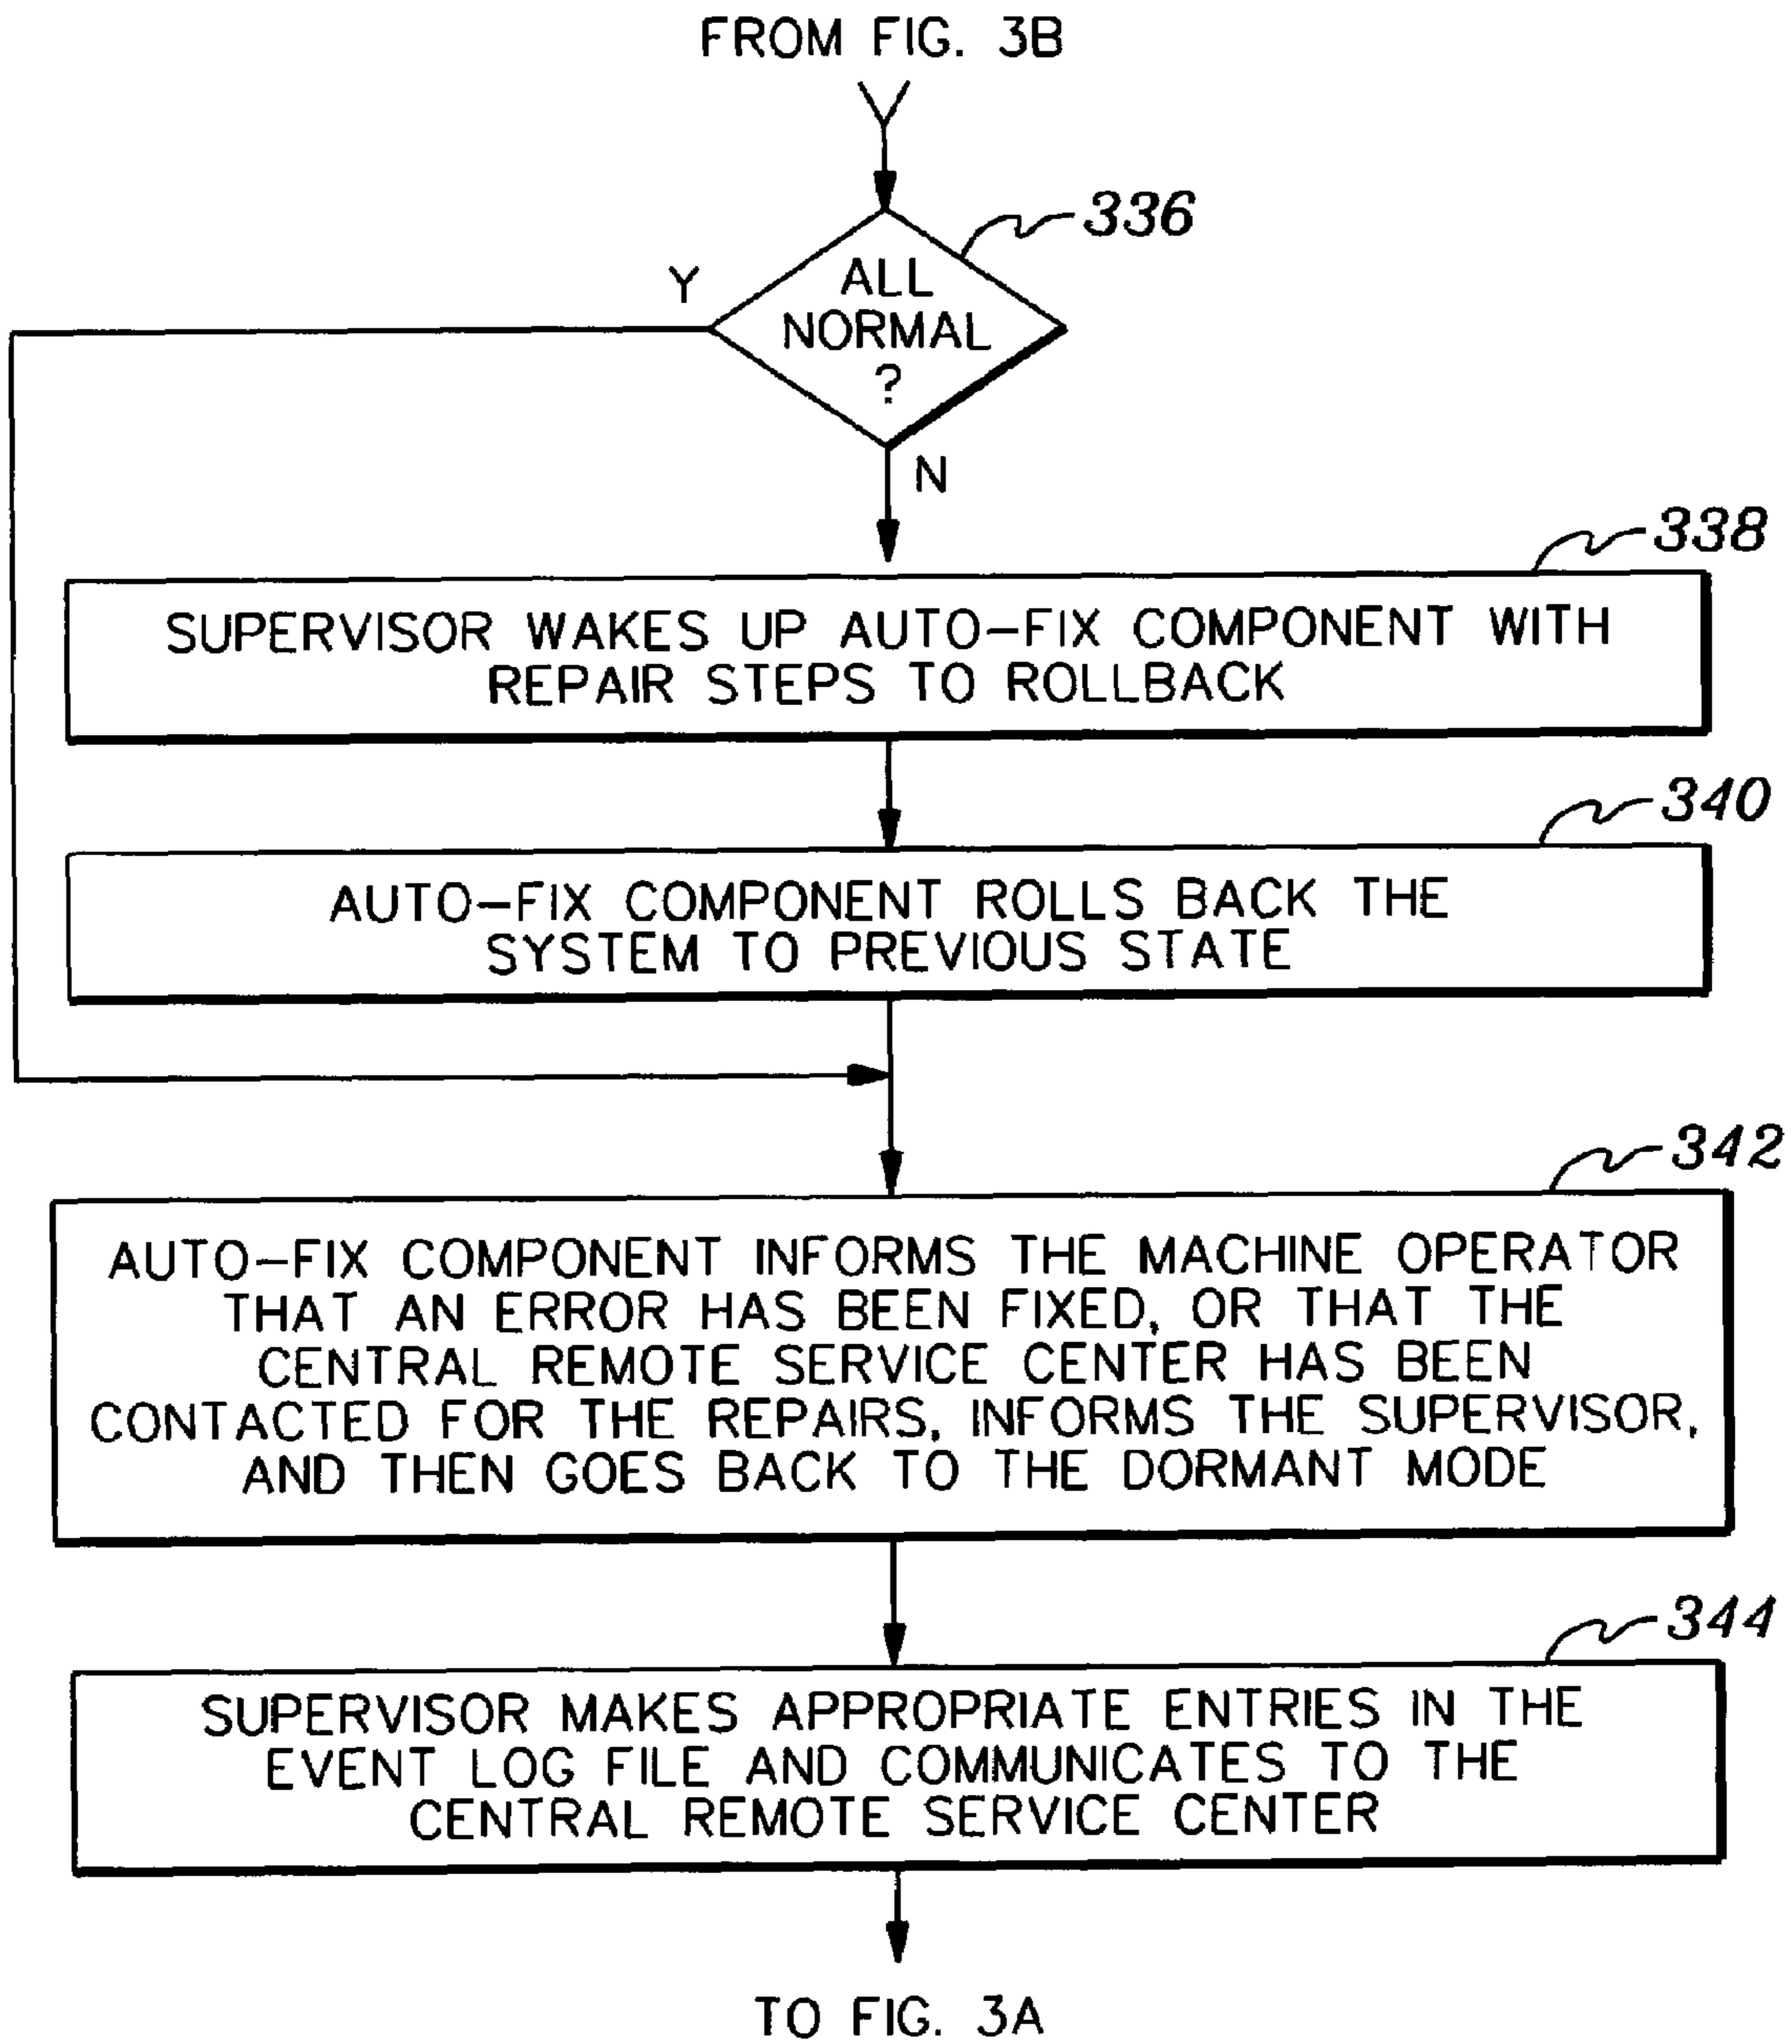 FROM FIG. 3B
336
Y
ALL
NORMAL
?
N
338
SUPERVISOR WAKES UP AUTO-FIX COMPONENT WITH
REPAIR STEPS TO ROLLBACK
340
AUTO-FIX COMPONENT ROLLS BACK THE
SYSTEM TO PREVIOUS STATE
342
AUTO-FIX COMPONENT INFORMS THE MACHINE OPERATOR
THAT AN ERROR HAS BEEN FIXED, OR THAT THE
CENTRAL REMOTE SERVICE CENTER HAS BEEN
CONTACTED FOR THE REPAIRS, INFORMS THE SUPERVISOR,
AND THEN GOES BACK TO THE DORMANT MODE
344
SUPERVISOR MAKES APPROPRIATE ENTRIES IN THE
EVENT LOG FILE AND COMMUNICATES TO THE
CENTRAL REMOTE SERVICE CENTER
TO FIG. 3A